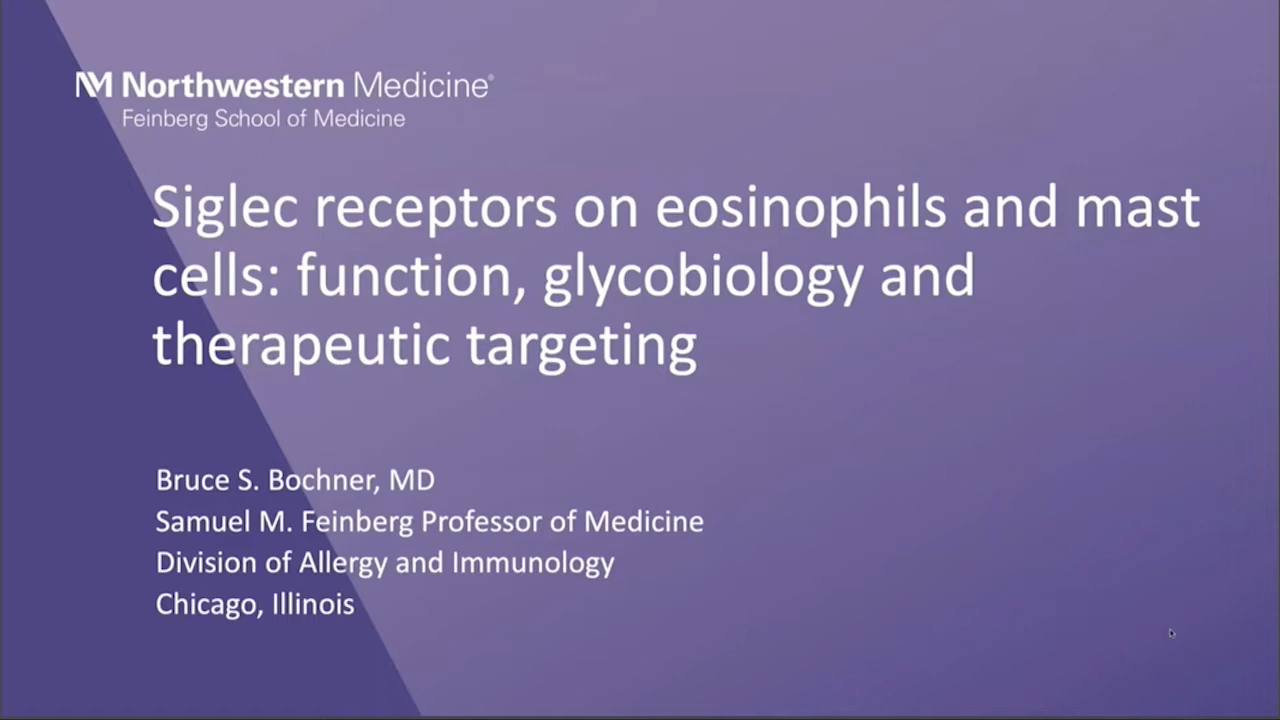 Northwestern Medicine®
Feinberg School of Medicine
Siglec receptors on eosinophils and mast
cells: function, glycobiology and
therapeutic targeting
Bruce S. Bochner, MD
Samuel M. Feinberg Professor of Medicine
Division of Allergy and Immunology
Chicago, Illinois